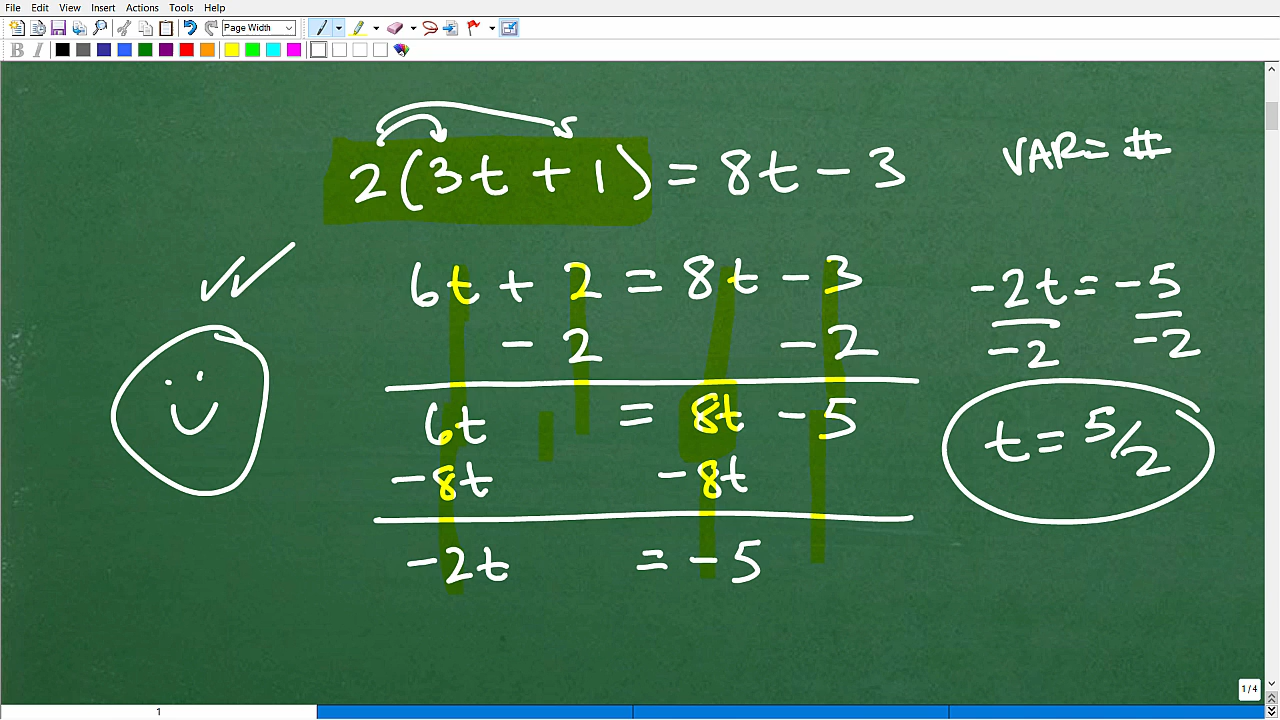 File Edit View Insert Actions Tools Help
Page Width
B I
2(3t + 1) = 8t - 3
VAR = #
6t + 2 = 8t - 3
- 2 - 2
6t = 8t - 5
-8t -8t
-2t = -5
-2t = -5
-2 -2
t = 5/2
1/4
1